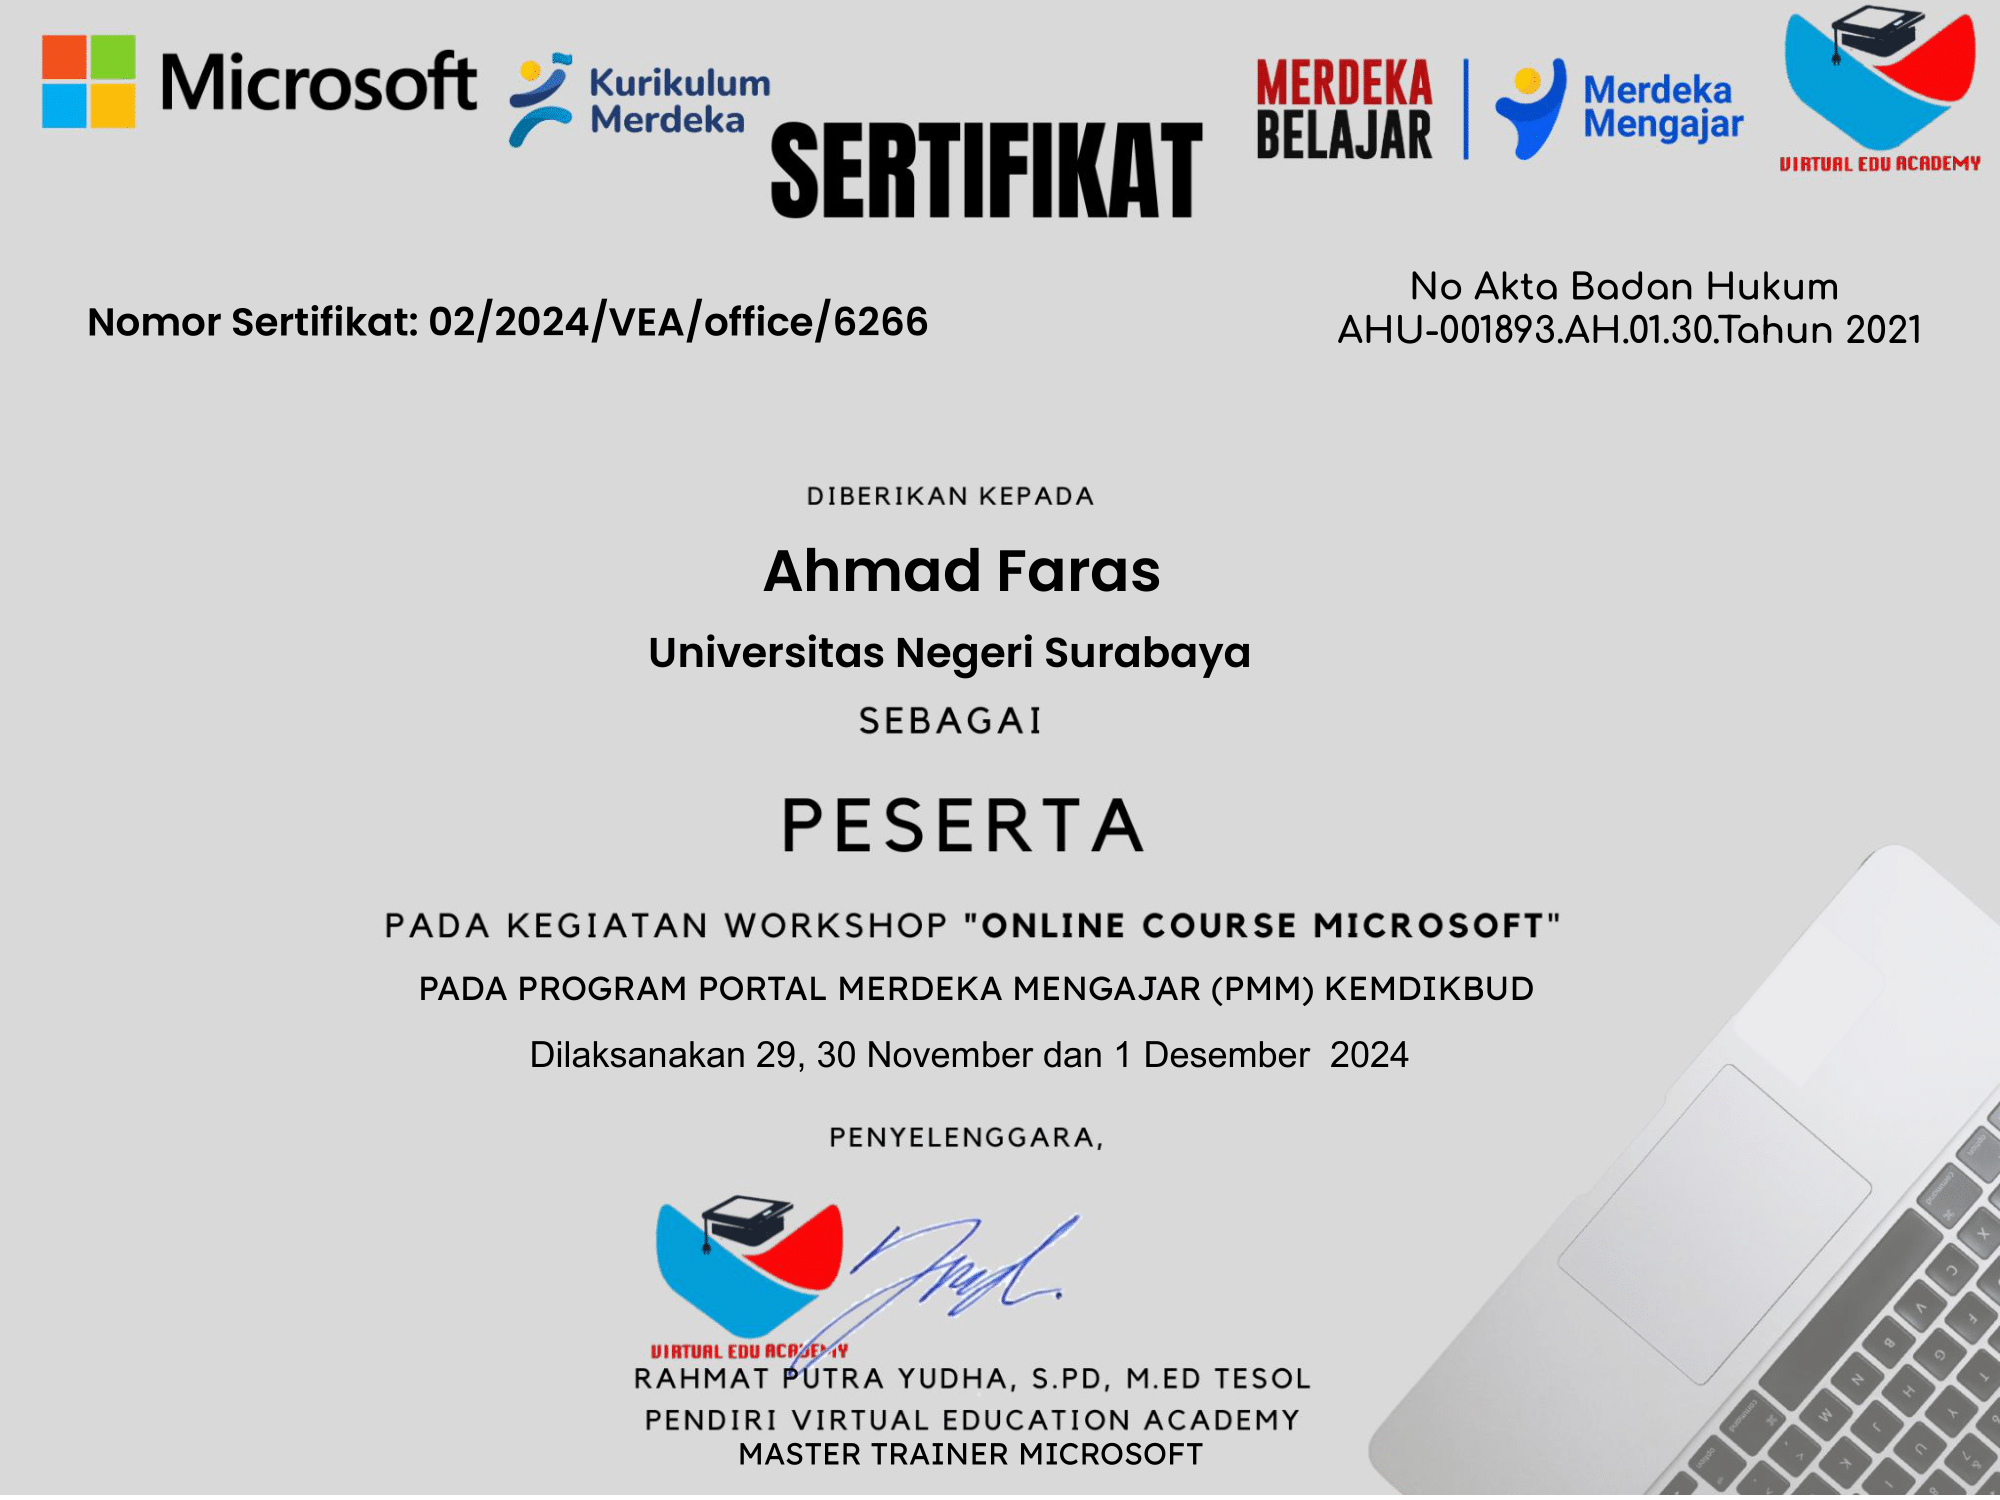 Microsoft
Kurikulum
Merdeka
MERDEKA
BELAJAR
Merdeka
Mengajar
VIRTUAL EDU ACADEMY
SERTIFIKAT
Nomor Sertifikat: 02/2024/VEA/office/6266
No Akta Badan Hukum
AHU-001893.AH.01.30.Tahun 2021
DIBERIKAN KEPADA
Ahmad Faras
Universitas Negeri Surabaya
SEBAGAI
PESERTA
PADA KEGIATAN WORKSHOP "ONLINE COURSE MICROSOFT"
PADA PROGRAM PORTAL MERDEKA MENGAJAR (PMM) KEMDIKBUD
Dilaksanakan 29, 30 November dan 1 Desember  2024
PENYELENGGARA,
VIRTUAL EDU ACADEMY
RAHMAT PUTRA YUDHA, S.PD, M.ED TESOL
PENDIRI VIRTUAL EDUCATION ACADEMY
MASTER TRAINER MICROSOFT